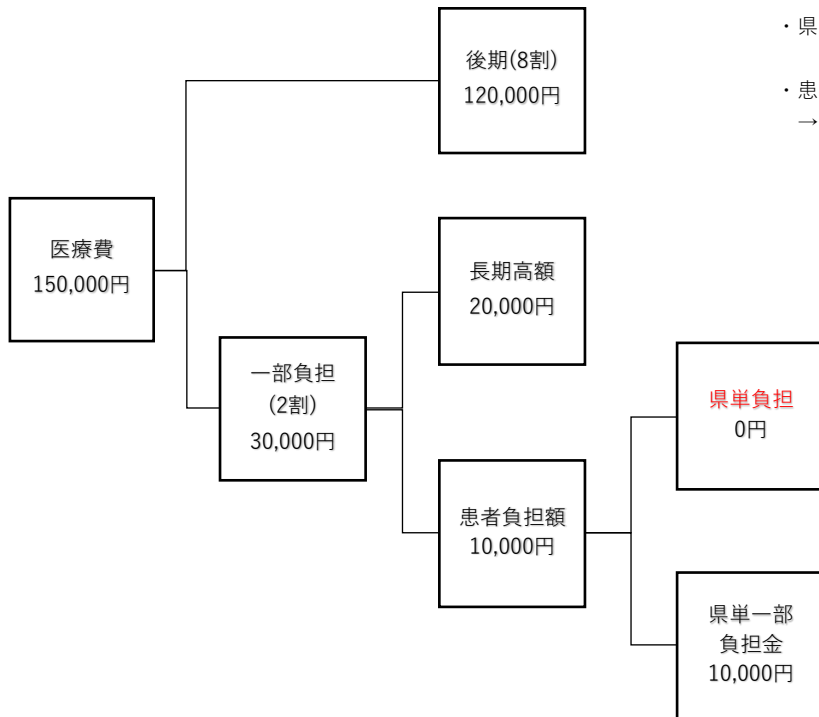 ・県
・患
→
後期(8割)
120,000円
医療費
150,000円
長期高額
20,000円
一部負担
(2割)
30,000円
県単負担
0円
患者負担額
10,000円
県単一部
負担金
10,000円